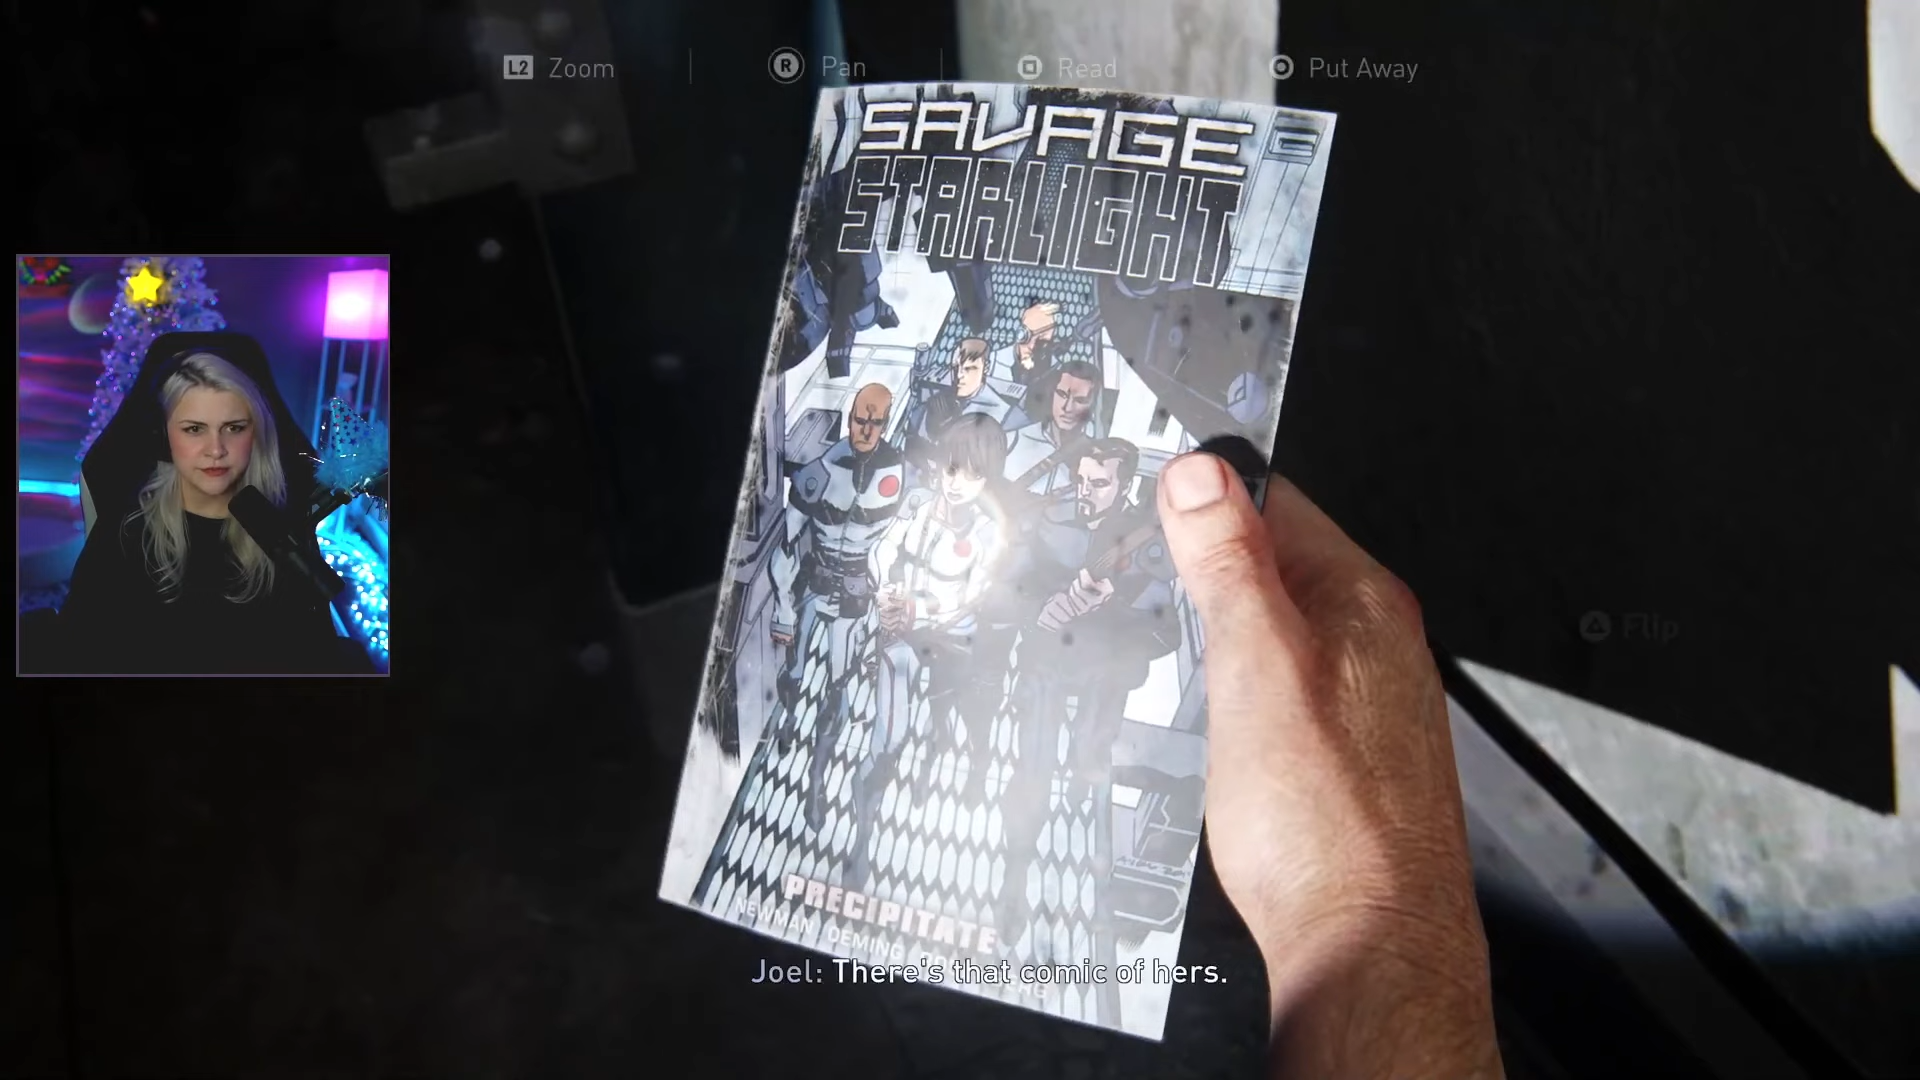 L2 Zoom
R Pan
Read
Put Away
SAVAGE
STARLIGHT
Flip
PRECIPITATE
NEWMAN DEMING
Joel: There's that comic of hers.